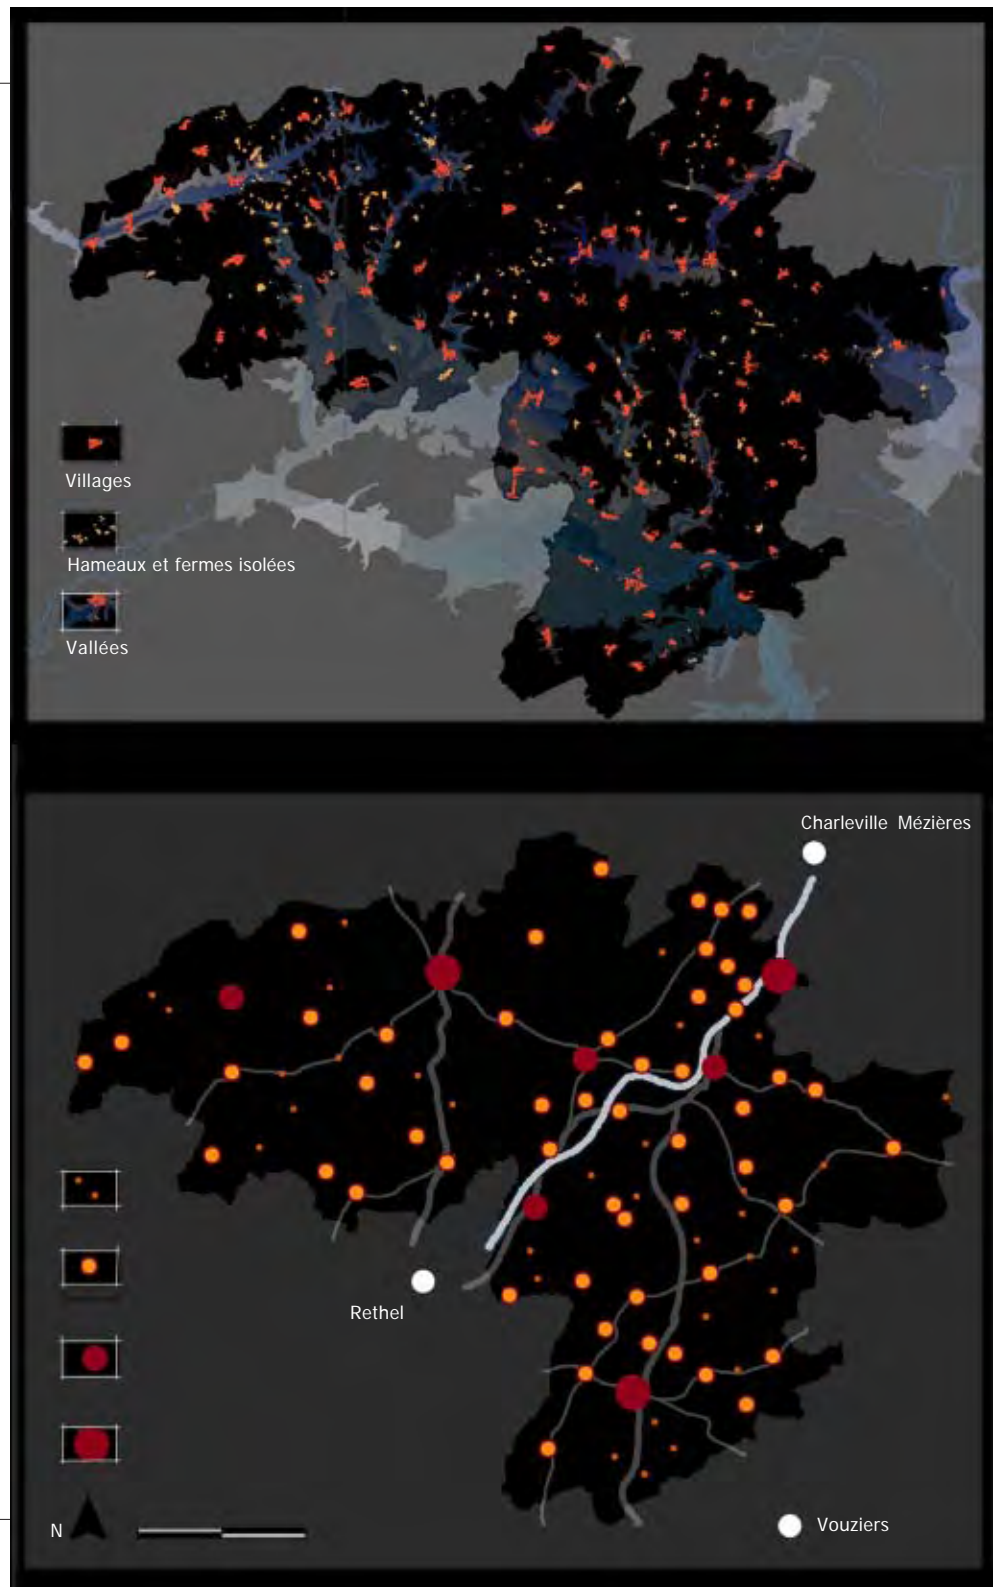 Villages
Hameaux et fermes isolées
Vallées
Charleville Mézières
Rethel
N
Vouziers